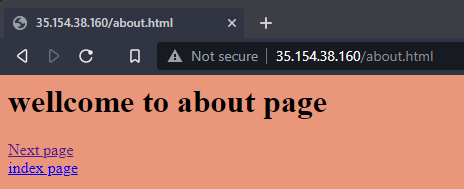 35.154.38.160/about.html
Not secure 35.154.38.160/about.html
wellcome to about page
Next page
index page